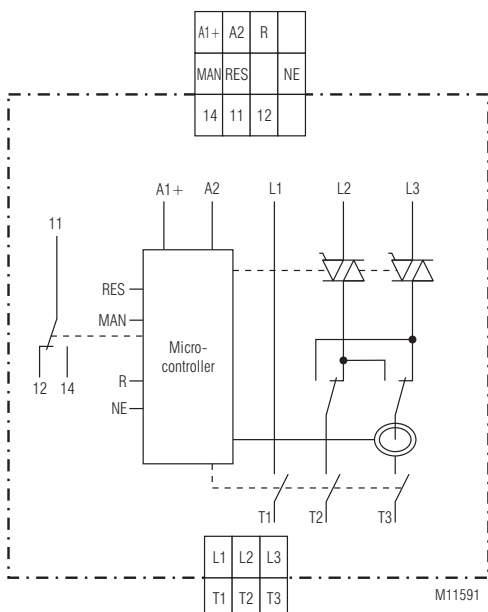 A1+ A2 R
MAN RES NE
14 11 12
A1+ A2 L1 L2 L3
11
RES
MAN
Micro-
controller
12 14
R
NE
T1 T2 T3
L1 L2 L3
T1 T2 T3
M11591